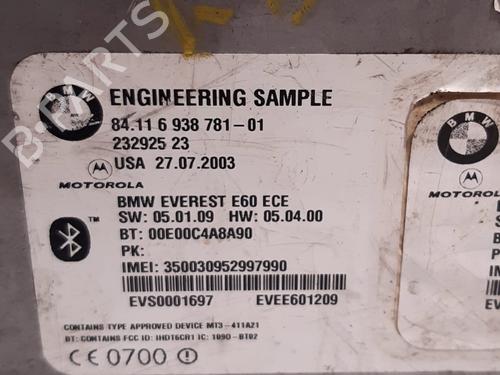 B-PARTS
BMW
ENGINEERING SAMPLE
84.11 6 938 781-01
232925 23
USA 27.07.2003
MOTOROLA
BMW EVEREST E60 ECE
SW: 05.01.09 HW: 05.04.00
BT: 00E00C4A8A90
PK:
IMEI: 350030952997990
EVS0001697 EVEE601209
CONTAINS TYPE APPROVED DEVICE MT3-411A21
BT: CONTAINS FCC ID: IHDT6CR1 IC: 109O-BT02
CE 0700
BMW
MOTOROLA